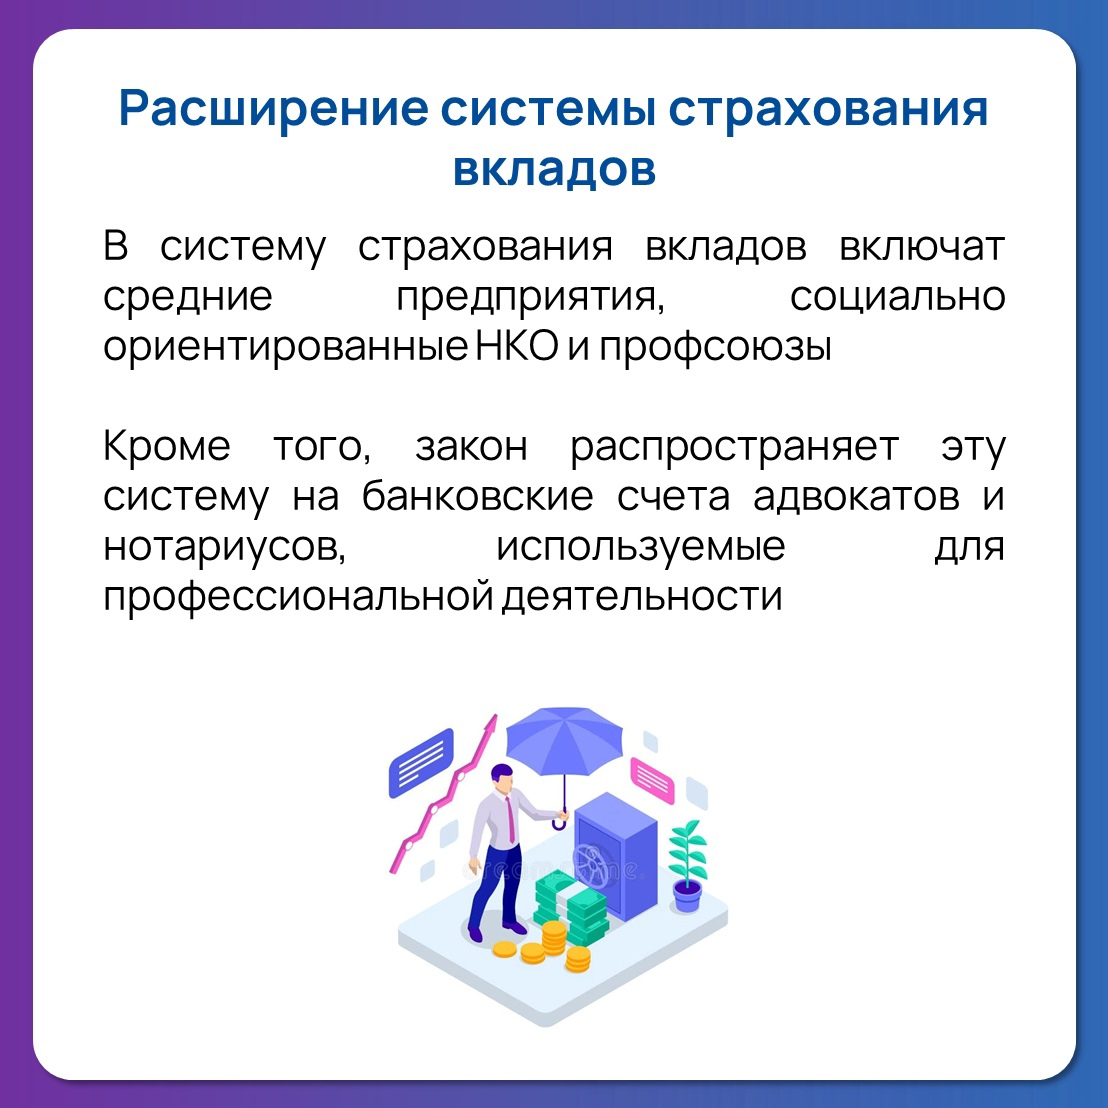 Расширение системы страхования
вкладов
В систему страхования вкладов включат
средние предприятия, социально
ориентированные НКО и профсоюзы
Кроме того, закон распространяет эту
систему на банковские счета адвокатов и
нотариусов, используемые для
профессиональной деятельности